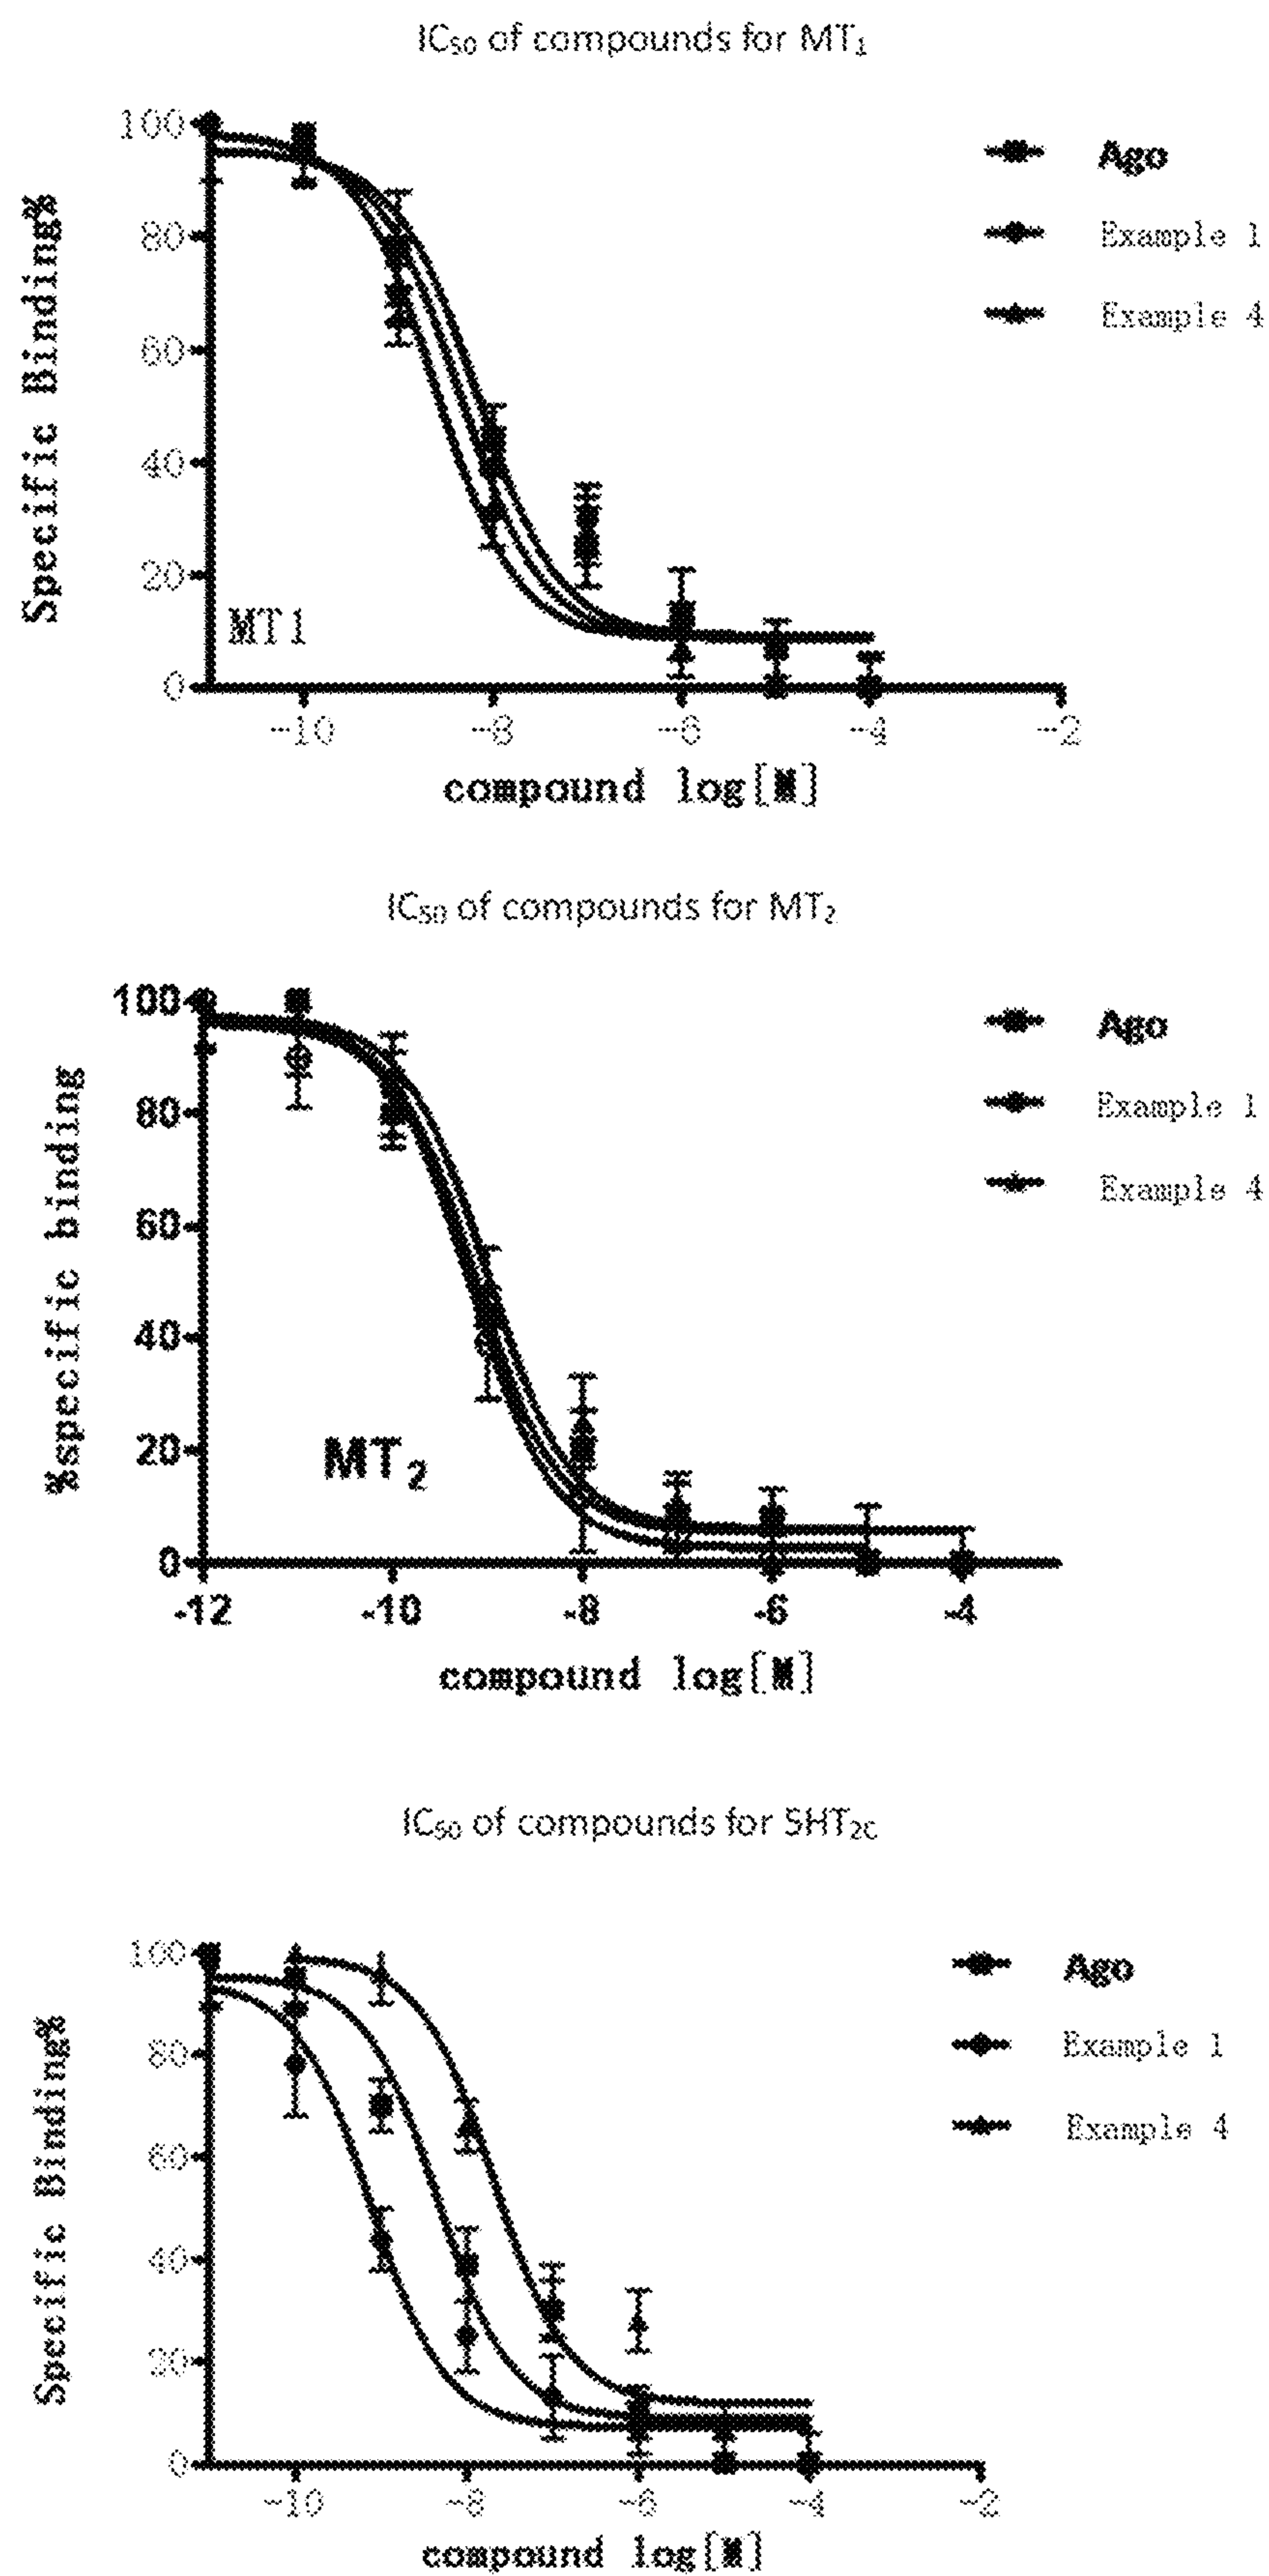 IC₅₀ of compounds for MT₁
100
80
60
40
20
0
Specific Binding%
MT1
Ago
Example 1
Example 4
-10
-8
-6
-4
-2
compound log[M]
IC₅₀ of compounds for MT₂
100
80
60
40
20
0
%specific binding
MT₂
Ago
Example 1
Example 4
-12
-10
-8
-6
-4
compound log[M]
IC₅₀ of compounds for 5HT₂C
100
80
60
40
20
0
Specific Binding%
Ago
Example 1
Example 4
-10
-8
-6
-4
-2
compound log[M]